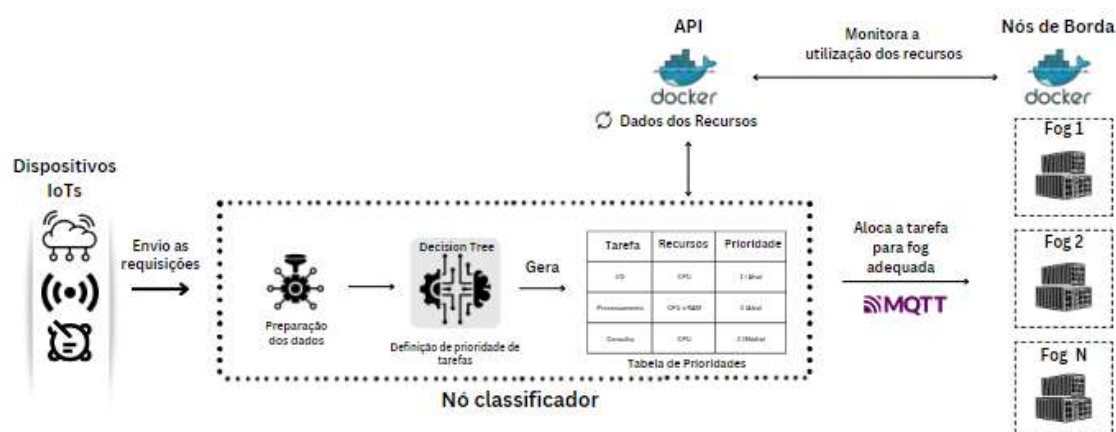 API
Nós de Borda
Monitora a
utilização dos recursos
docker
docker
Dados dos Recursos
Fog 1
Dispositivos
IoTs
Envio as
requisições
Decision Tree
Gera
Tarefa Recursos Prioridade
I/O CPU
Processamento CPU e RAM
Consulta CPU
Aloca a tarefa
para fog
adequada
MQTT
Fog 2
Preparação
dos dados
Definição de prioridade de
tarefas
Tabela de Prioridades
Nó classificador
Fog N